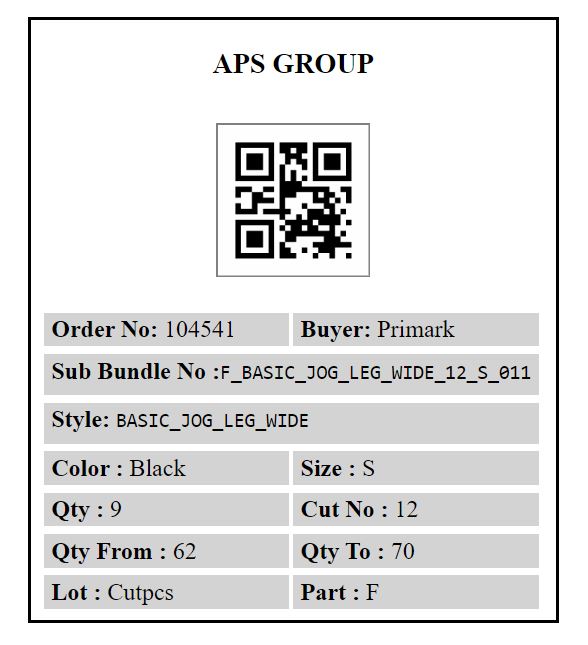 APS GROUP
Order No: 104541 Buyer: Primark
Sub Bundle No :F_BASIC_JOG_LEG_WIDE_12_S_011
Style: BASIC_JOG_LEG_WIDE
Color : Black Size : S
Qty : 9 Cut No : 12
Qty From : 62 Qty To : 70
Lot : Cutpcs Part : F